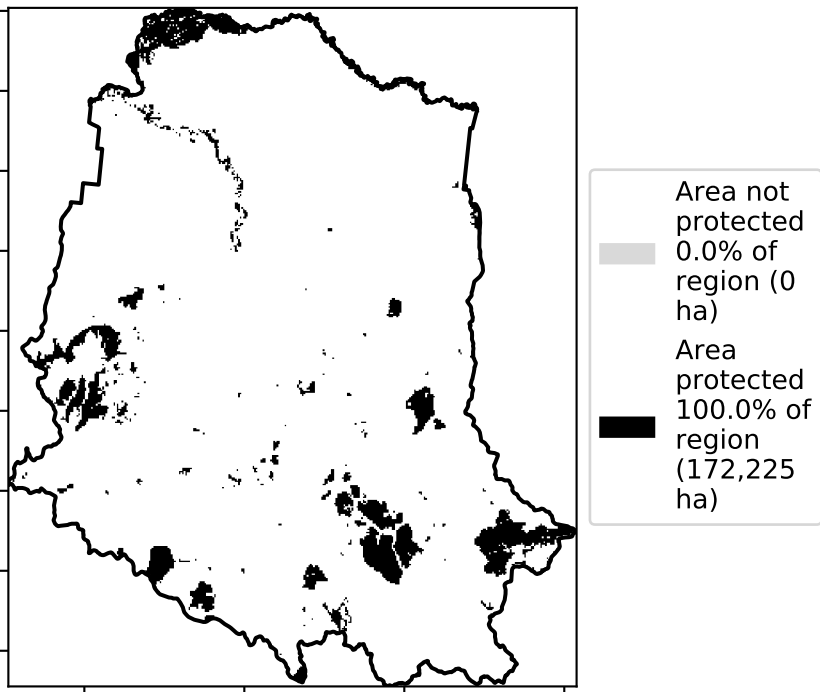 Area not
protected
0.0% of
region (0
ha)
Area
protected
100.0% of
region
(172,225
ha)